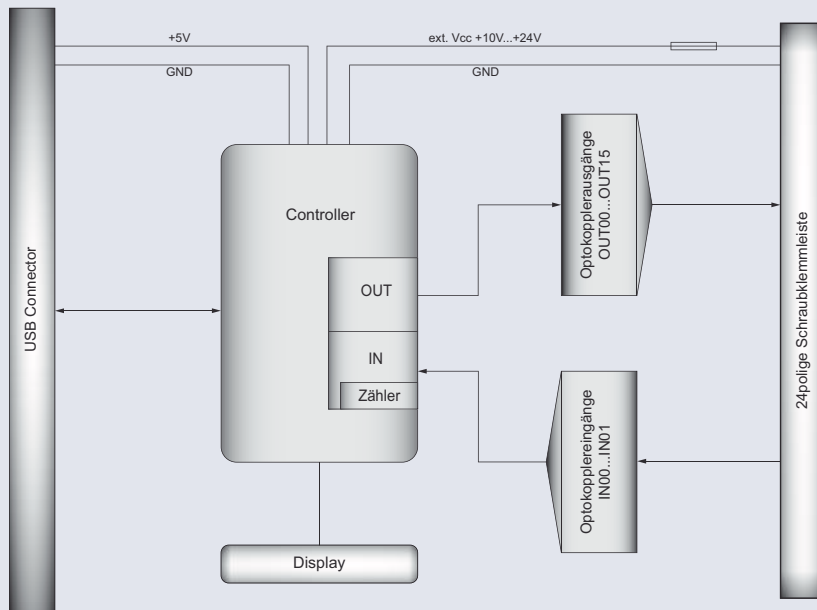 +5V
ext. Vcc +10V...+24V
GND
GND
USB Connector
Controller
OUT
IN
Zähler
Display
Optokopplerausgänge
OUT00...OUT15
Optokopplereingänge
IN00...IN01
24polige Schraubklemmleiste